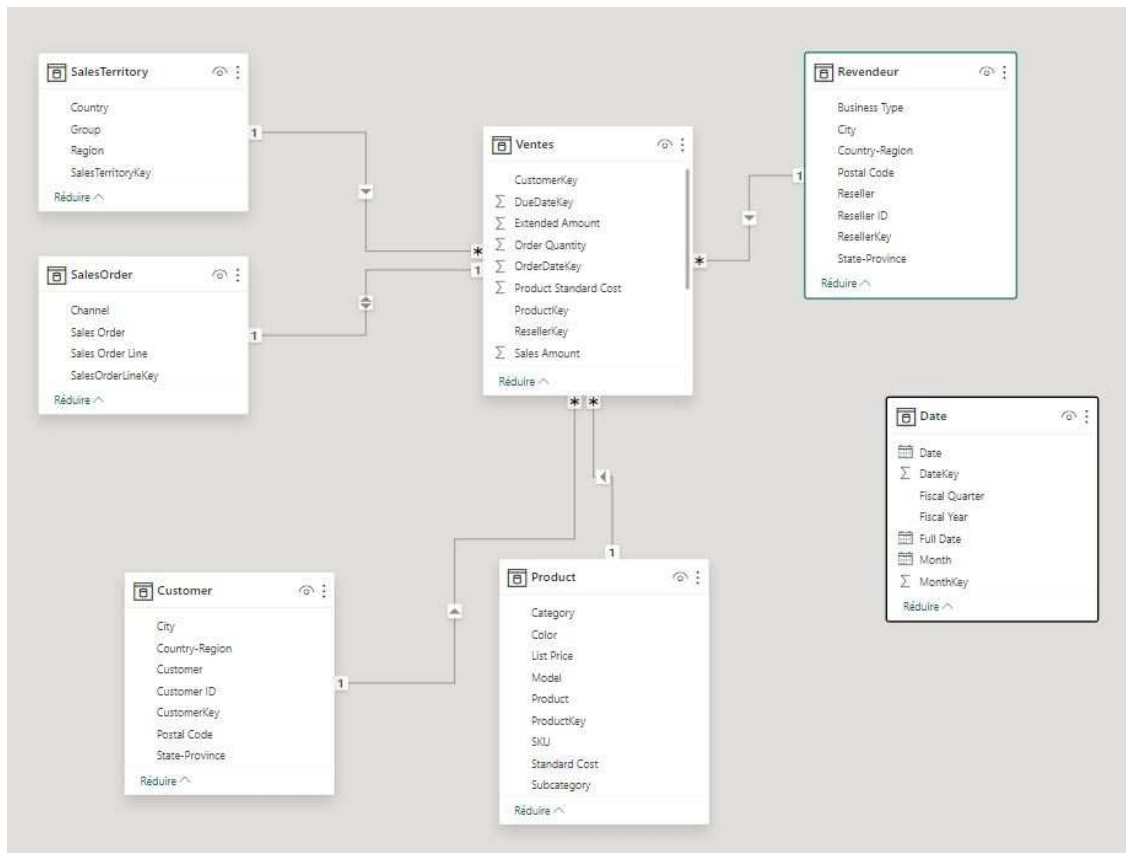 SalesTerritory
Country
Group
Region
SalesTerritoryKey
Réduire
1
SalesOrder
Channel
Sales Order
Sales Order Line
SalesOrderLineKey
Réduire
1
Ventes
CustomerKey
DueDateKey
Extended Amount
Order Quantity
OrderDateKey
Product Standard Cost
ProductKey
ResellerKey
Sales Amount
Réduire
*
1
*
* *
Revendeur
Business Type
City
Country-Region
Postal Code
Reseller
Reseller ID
ResellerKey
State-Province
Réduire
1
Date
Date
DateKey
Fiscal Quarter
Fiscal Year
Full Date
Month
MonthKey
Réduire
Customer
City
Country-Region
Customer
Customer ID
CustomerKey
Postal Code
State-Province
Réduire
1
1
Product
Category
Color
List Price
Model
Product
ProductKey
SKU
Standard Cost
Subcategory
Réduire